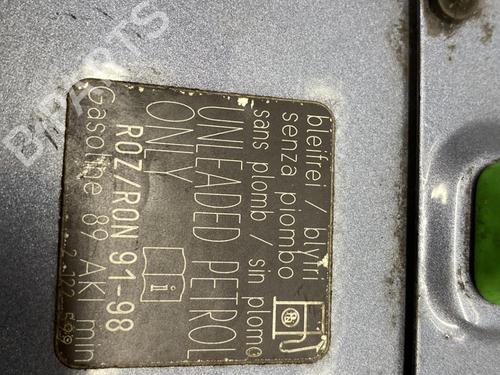 B-PARTS
bleifrei / blyfri
senza piombo
sans plomb / sin plomo
UNLEADED PETROL
ONLY
ROZ/RON 91-98
Gasoline 89 AKI min